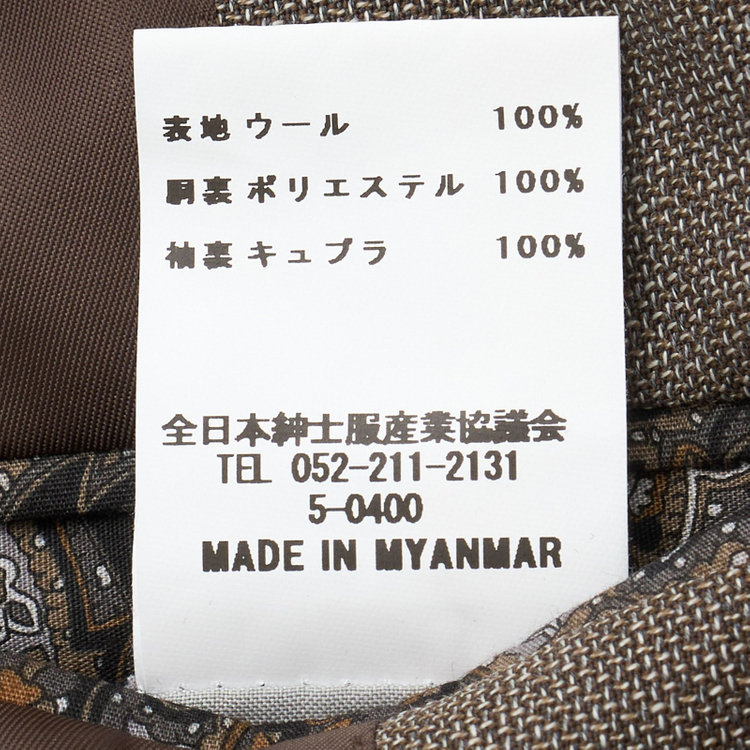 表地 ウール 100%
胴裏 ポリエステル 100%
袖裏 キュプラ 100%
全日本紳士服産業協議会
TEL 052-211-2131
5-0400
MADE IN MYANMAR